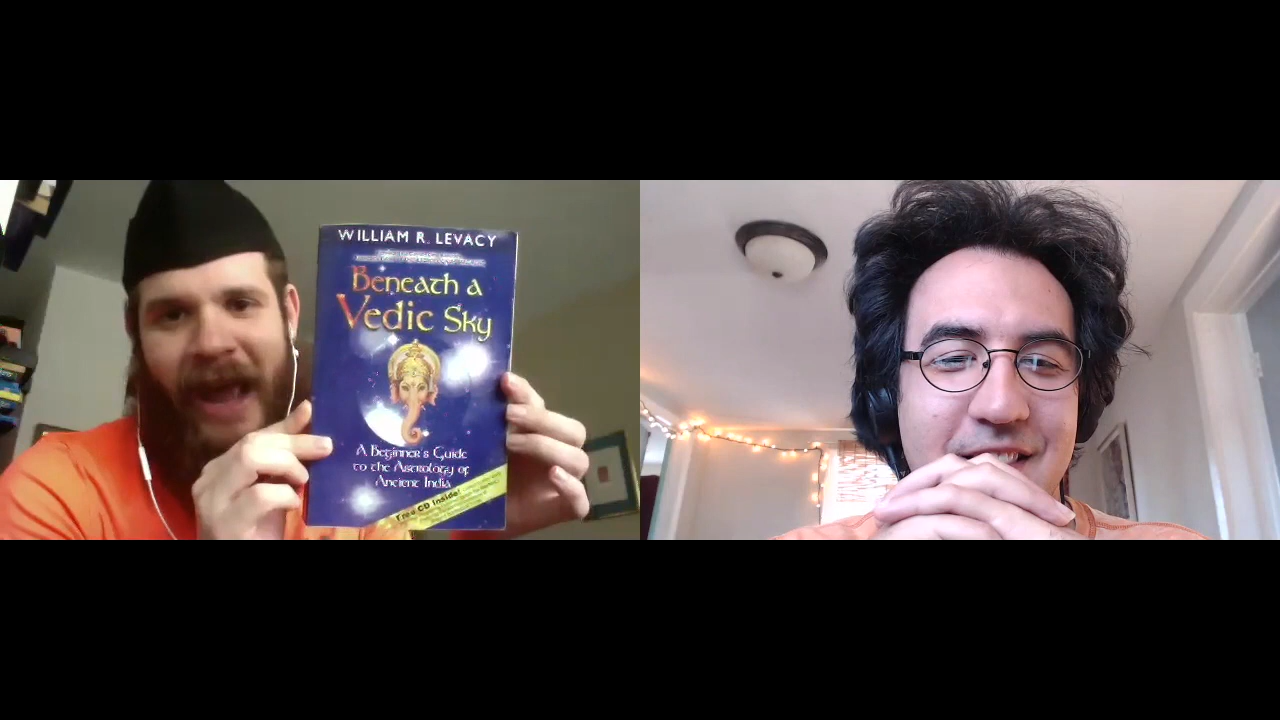 WILLIAM R. LEVACY
Beneath a
Vedic Sky
A Beginner's Guide
to the Astrology of
Ancient India
Free CD Inside!